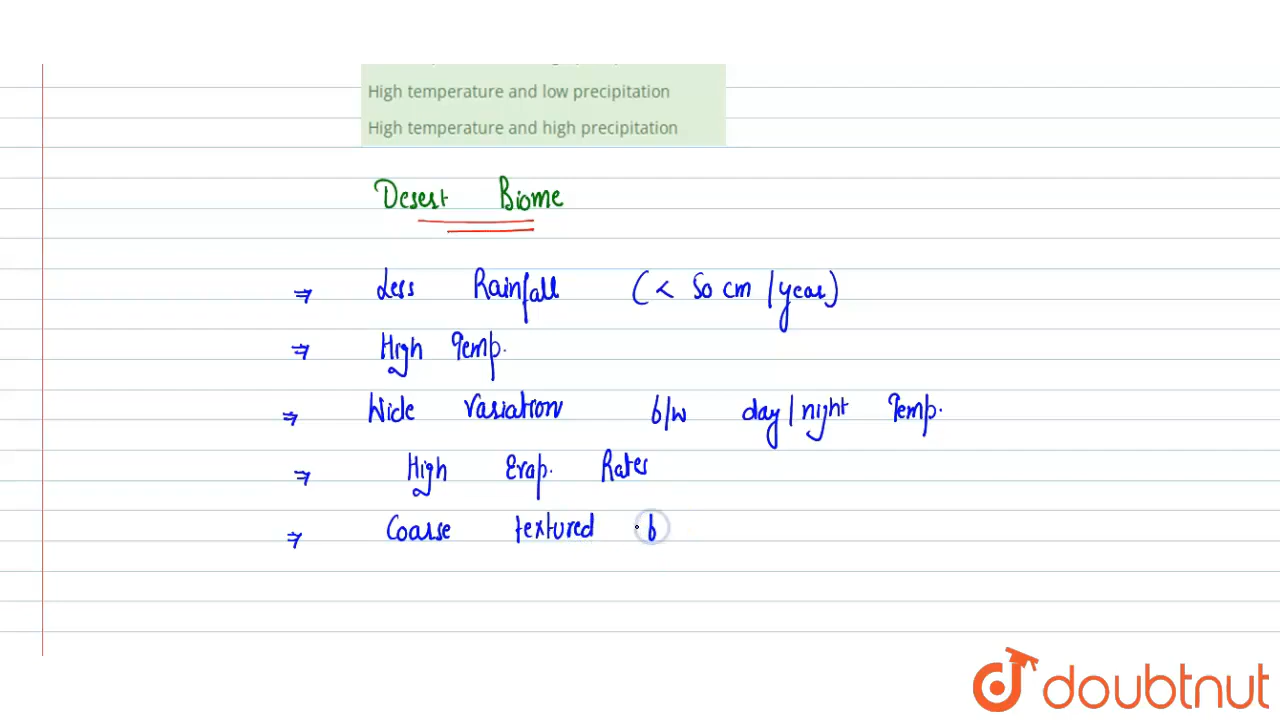 High temperature and low precipitation
High temperature and high precipitation
Desert Biome
⇒ Less Rainfall (< 50 cm / year)
⇒ High Temp.
⇒ Wide Variation b/w day / night Temp.
⇒ High Evap. Rates
⇒ Coarse textured b
doubtnut